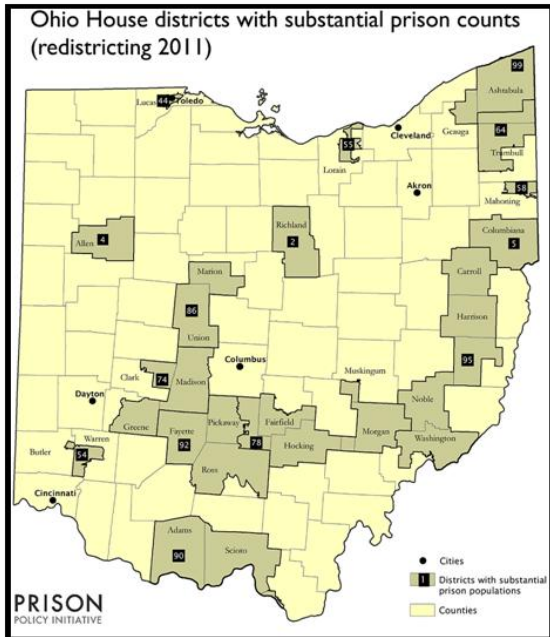 Ohio House districts with substantial prison counts
(redistricting 2011)
99
Ashtabula
Lucas
44
Toledo
Cleveland
Geauga
64
Trumbull
55
Lorain
Akron
58
Mahoning
Richland
2
Allen
4
Columbiana
5
Carroll
Marion
Harrison
86
Union
Columbus
95
Clark
74
Madison
Muskingum
Dayton
Noble
Greene
Pickaway
Fairfield
Fayette
92
78
Hocking
Morgan
Washington
Warren
Butler
54
Ross
Cincinnati
Adams
90
Scioto
Cities
1
Districts with substantial
prison populations
Counties
PRISON
POLICY INITIATIVE